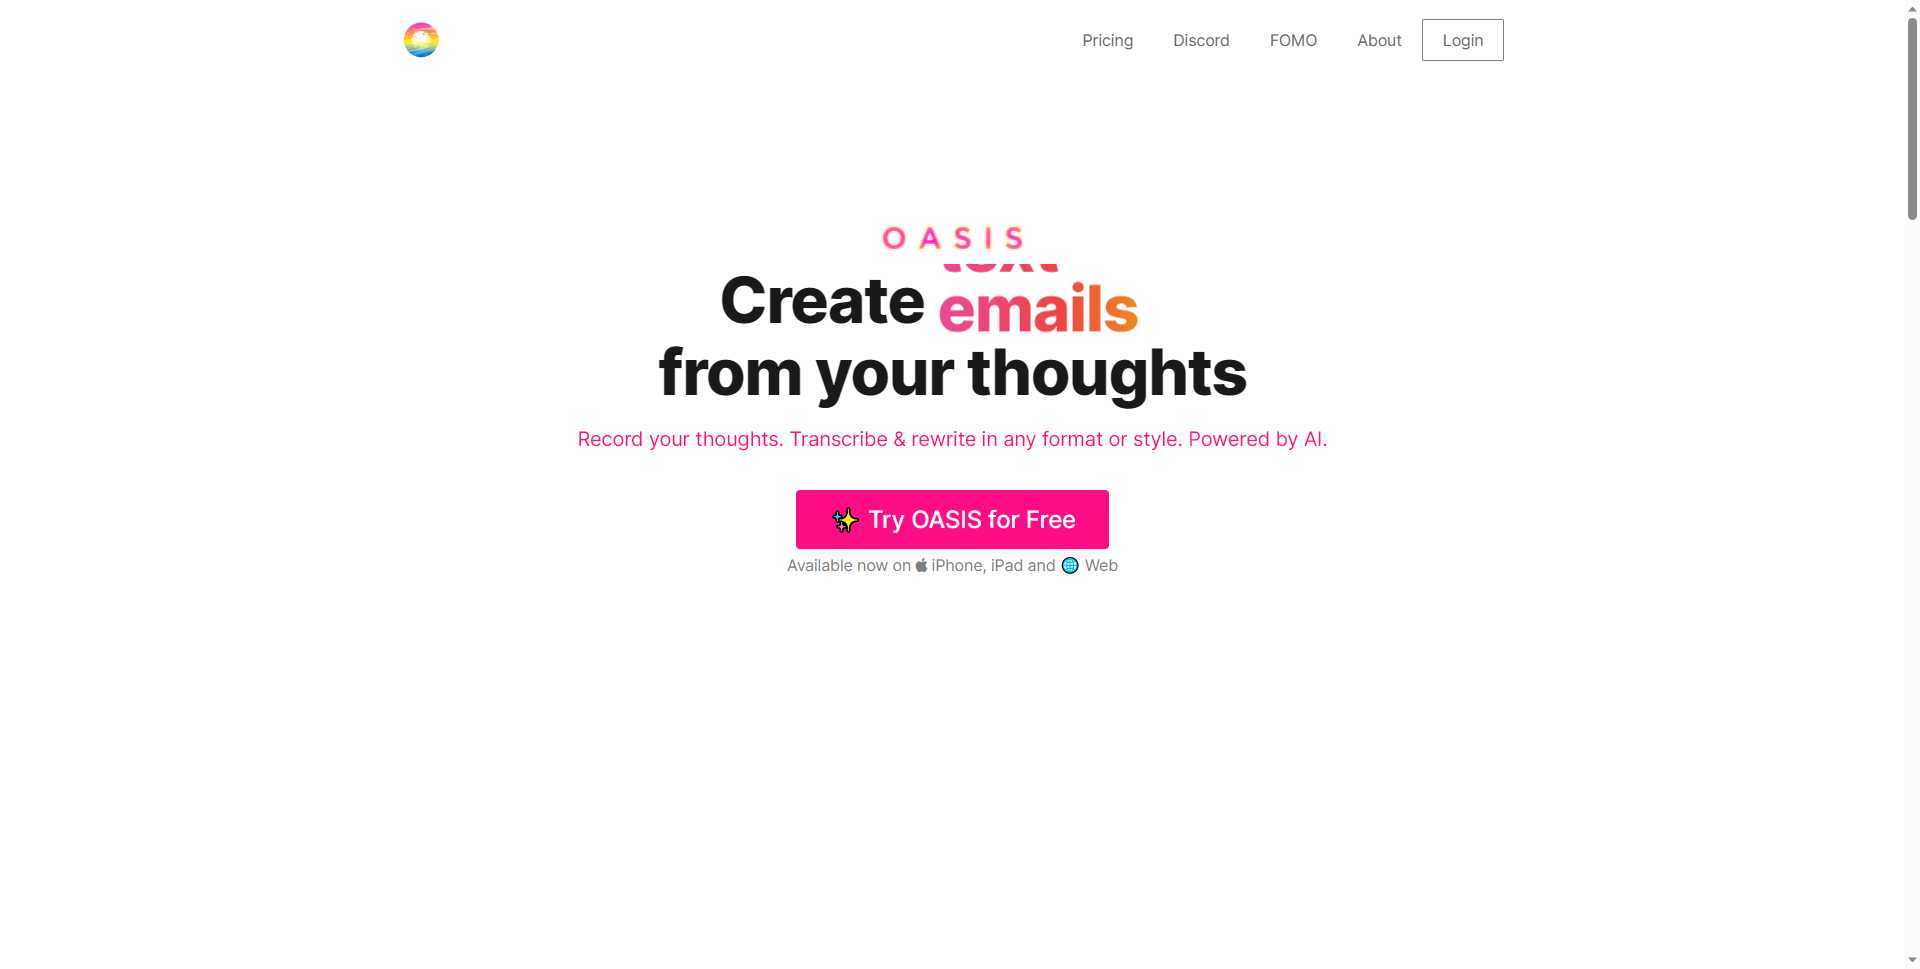 Pricing Discord FOMO About Login
OASIS
Create emails
from your thoughts
Record your thoughts. Transcribe & rewrite in any format or style. Powered by AI.
✨ Try OASIS for Free
Available now on iPhone, iPad and 🌐 Web